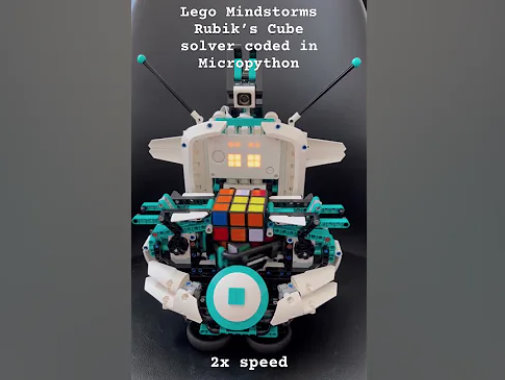 Lego Mindstorms
Rubik’s Cube
solver coded in
Micropython
2x speed